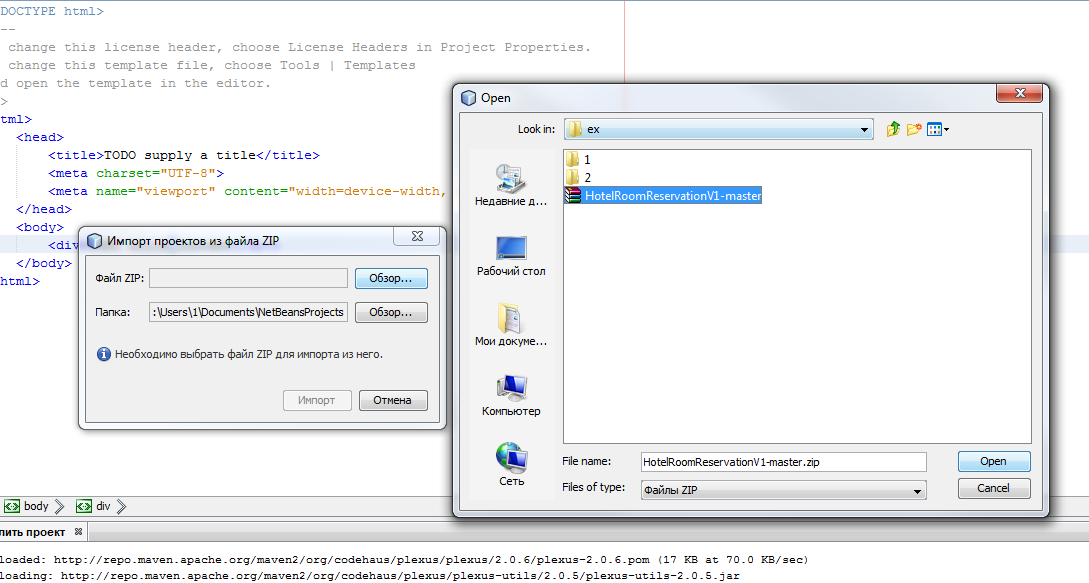 DOCTYPE html>
--
change this license header, choose License Headers in Project Properties.
change this template file, choose Tools | Templates
d open the template in the editor.
>
tml>
<head>
<title>TODO supply a title</title>
<meta charset="UTF-8">
<meta name="viewport" content="width=device-width,
</head>
<body>
<div
</body>
html>
Импорт проектов из файла ZIP
Файл ZIP:
Обзор...
Папка:
:\Users\1\Documents\NetBeansProjects
Обзор...
Необходимо выбрать файл ZIP для импорта из него.
Импорт
Отмена
Open
Look in:
ex
1
2
HotelRoomReservationV1-master
Недавние д...
Рабочий стол
Мои докуме...
Компьютер
Сеть
File name:
HotelRoomReservationV1-master.zip
Open
Files of type:
Файлы ZIP
Cancel
body
div
лить проект
loaded: http://repo.maven.apache.org/maven2/org/codehaus/plexus/plexus/2.0.6/plexus-2.0.6.pom (17 KB at 70.0 KB/sec)
loading: http://repo.maven.apache.org/maven2/org/codehaus/plexus/plexus-utils/2.0.5/plexus-utils-2.0.5.jar